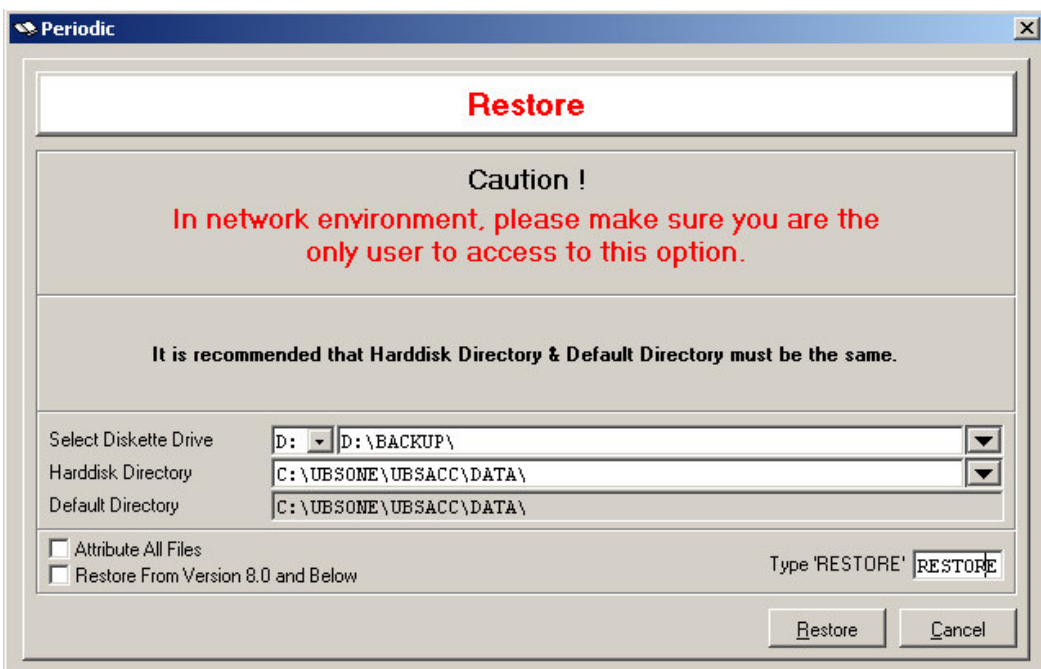 Periodic
Restore
Caution !
In network environment, please make sure you are the
only user to access to this option.
It is recommended that Harddisk Directory & Default Directory must be the same.
Select Diskette Drive D: D:\BACKUP\
Harddisk Directory C:\UBSONE\UBSACC\DATA\
Default Directory C:\UBSONE\UBSACC\DATA\
Attribute All Files
Restore From Version 8.0 and Below
Type 'RESTORE' RESTORE
Restore Cancel